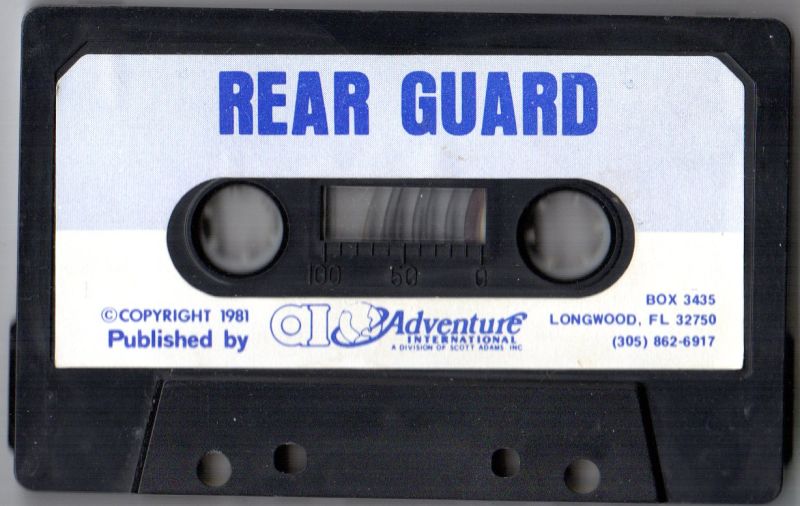 REAR GUARD
100 50 0
©COPYRIGHT 1981
Published by
AI Adventure
INTERNATIONAL
A DIVISION OF SCOTT ADAMS INC
BOX 3435
LONGWOOD, FL 32750
(305) 862-6917